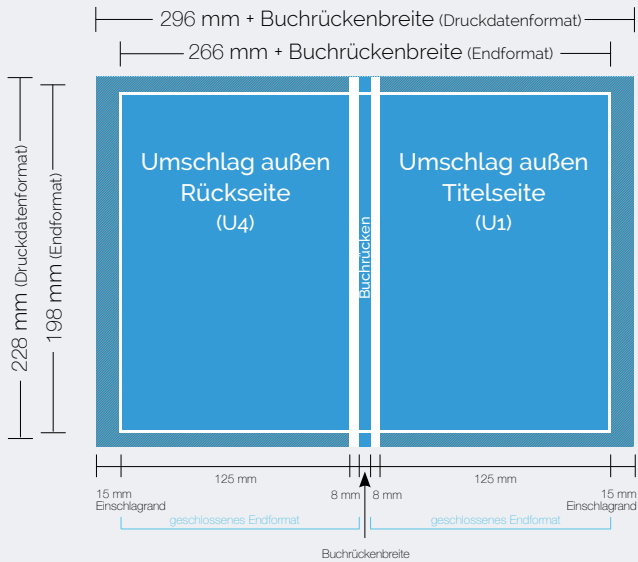 296 mm + Buchrückenbreite (Druckdatenformat)
266 mm + Buchrückenbreite (Endformat)
228 mm (Druckdatenformat)
198 mm (Endformat)
Umschlag außen
Rückseite
(U4)
Buchrücken
Umschlag außen
Titelseite
(U1)
125 mm
125 mm
15 mm
Einschlagrand
8 mm
8 mm
15 mm
Einschlagrand
geschlossenes Endformat
geschlossenes Endformat
Buchrückenbreite